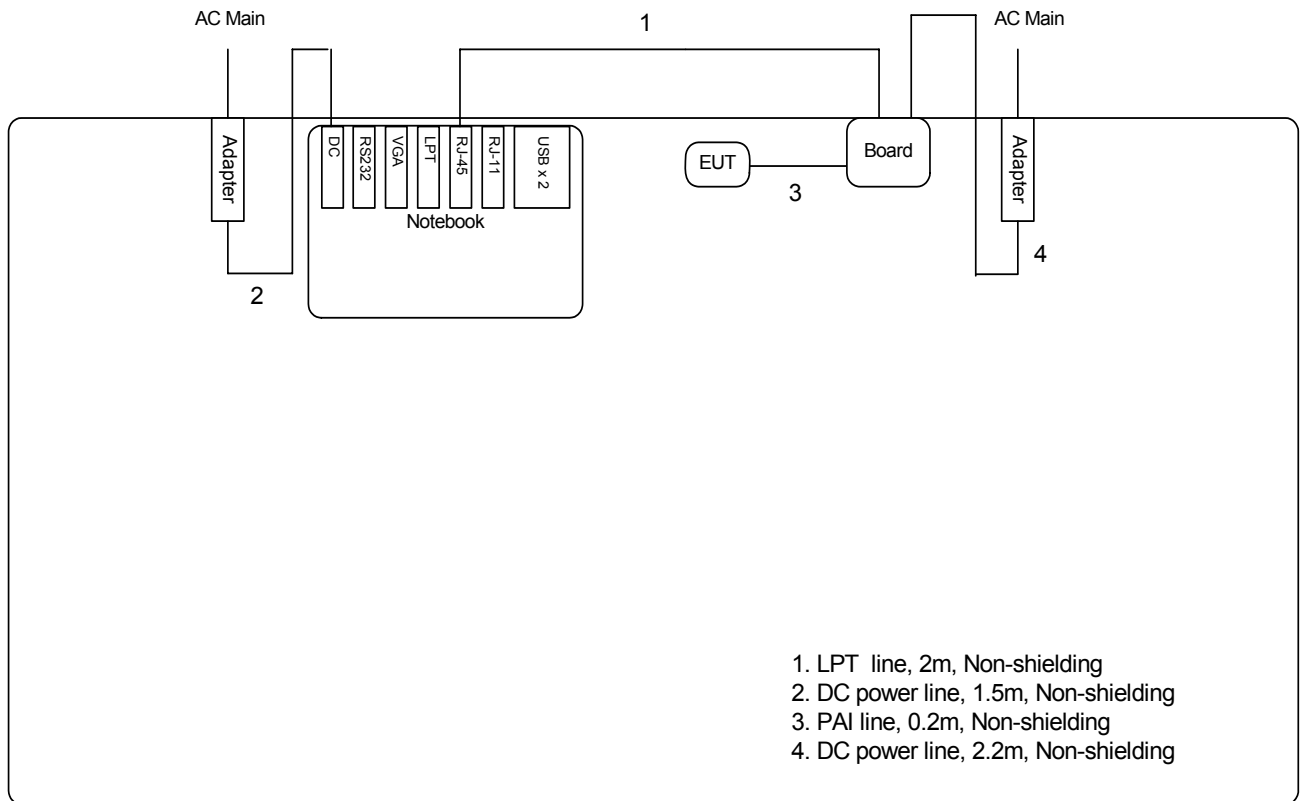 AC Main
1
AC Main
Adapter
DC
RS232
VGA
LPT
RJ-45
RJ-11
USB x 2
Notebook
EUT
3
Board
Adapter
2
4
1. LPT line, 2m, Non-shielding
2. DC power line, 1.5m, Non-shielding
3. PAI line, 0.2m, Non-shielding
4. DC power line, 2.2m, Non-shielding